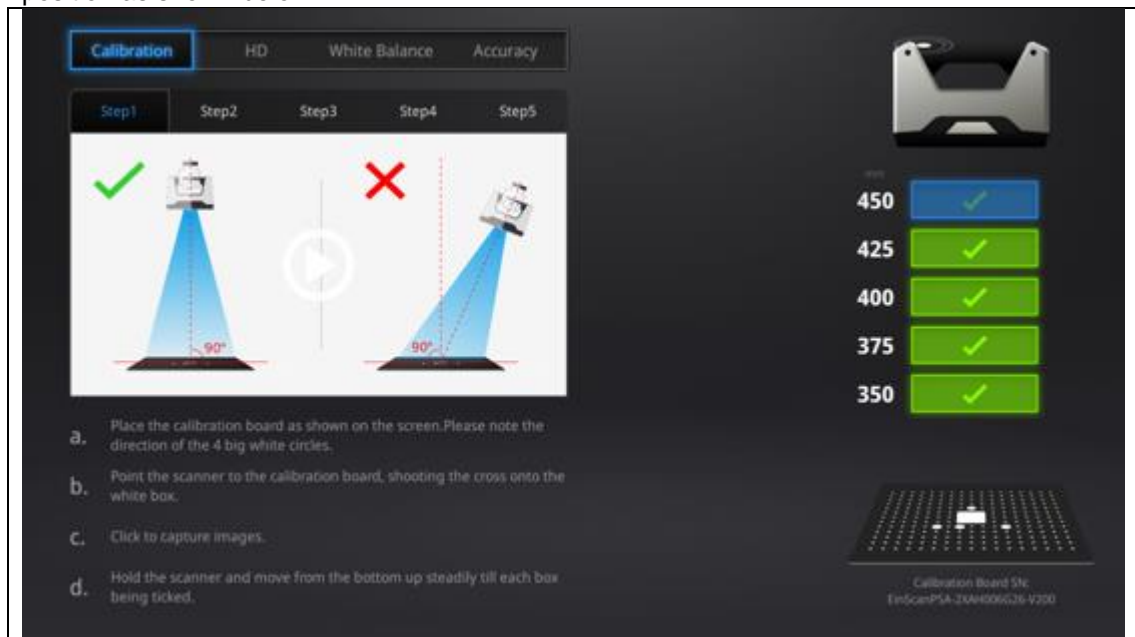 Calibration HD White Balance Accuracy
Step1 Step2 Step3 Step4 Step5
90°
90°
a. Place the calibration board as shown on the screen.Please note the
direction of the 4 big white circles.
b. Point the scanner to the calibration board, shooting the cross onto the
white box.
c. Click to capture images.
d. Hold the scanner and move from the bottom up steadily till each box
being ticked.
mm
450
425
400
375
350
Calibration Board SN:
EinScanPSA-2XAH006G26-V200